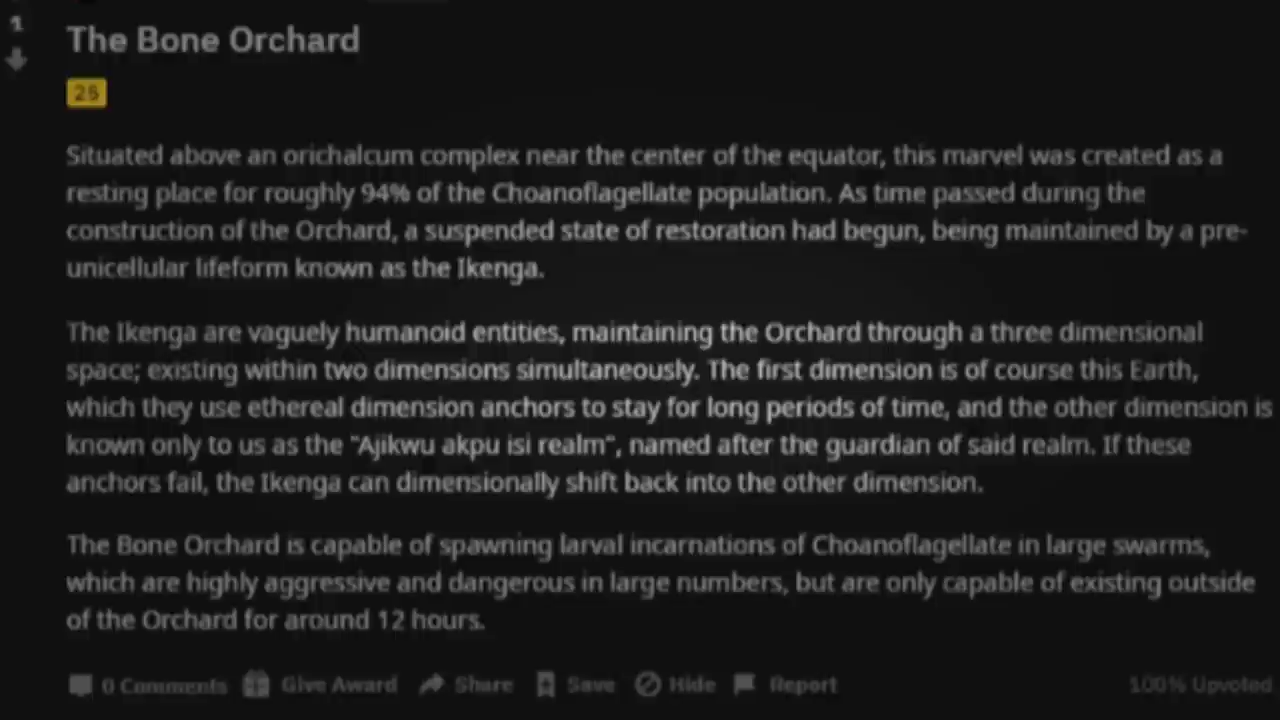 1
The Bone Orchard
25
Situated above an orichalcum complex near the center of the equator, this marvel was created as a
resting place for roughly 94% of the Choanoflagellate population. As time passed during the
construction of the Orchard, a suspended state of restoration had begun, being maintained by a pre-
unicellular lifeform known as the Ikenga.
The Ikenga are vaguely humanoid entities, maintaining the Orchard through a three dimensional
space; existing within two dimensions simultaneously. The first dimension is of course this Earth,
which they use ethereal dimension anchors to stay for long periods of time, and the other dimension is
known only to us as the "Ajikwu akpu isi realm", named after the guardian of said realm. If these
anchors fail, the Ikenga can dimensionally shift back into the other dimension.
The Bone Orchard is capable of spawning larval incarnations of Choanoflagellate in large swarms,
which are highly aggressive and dangerous in large numbers, but are only capable of existing outside
of the Orchard for around 12 hours.
0 Comments Give Award Share Save Hide Report 100% Upvoted